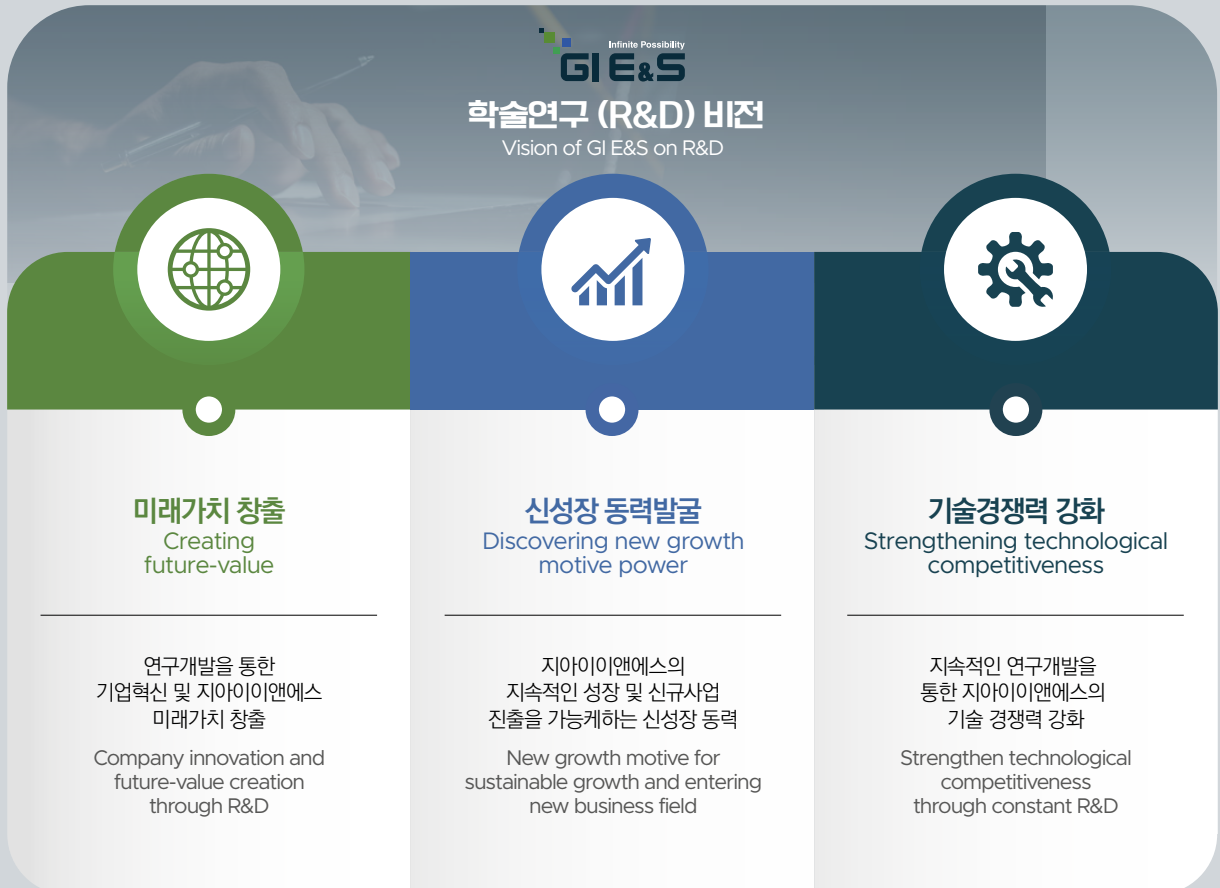 Infinite Possibility
GI E&S
학술연구 (R&D) 비전
Vision of GI E&S on R&D
미래가치 창출
Creating
future-value
연구개발을 통한
기업혁신 및 지아이이앤에스
미래가치 창출
Company innovation and
future-value creation
through R&D
신성장 동력발굴
Discovering new growth
motive power
지아이이앤에스의
지속적인 성장 및 신규사업
진출을 가능케하는 신성장 동력
New growth motive for
sustainable growth and entering
new business field
기술경쟁력 강화
Strengthening technological
competitiveness
지속적인 연구개발을
통한 지아이이앤에스의
기술 경쟁력 강화
Strengthen technological
competitiveness
through constant R&D